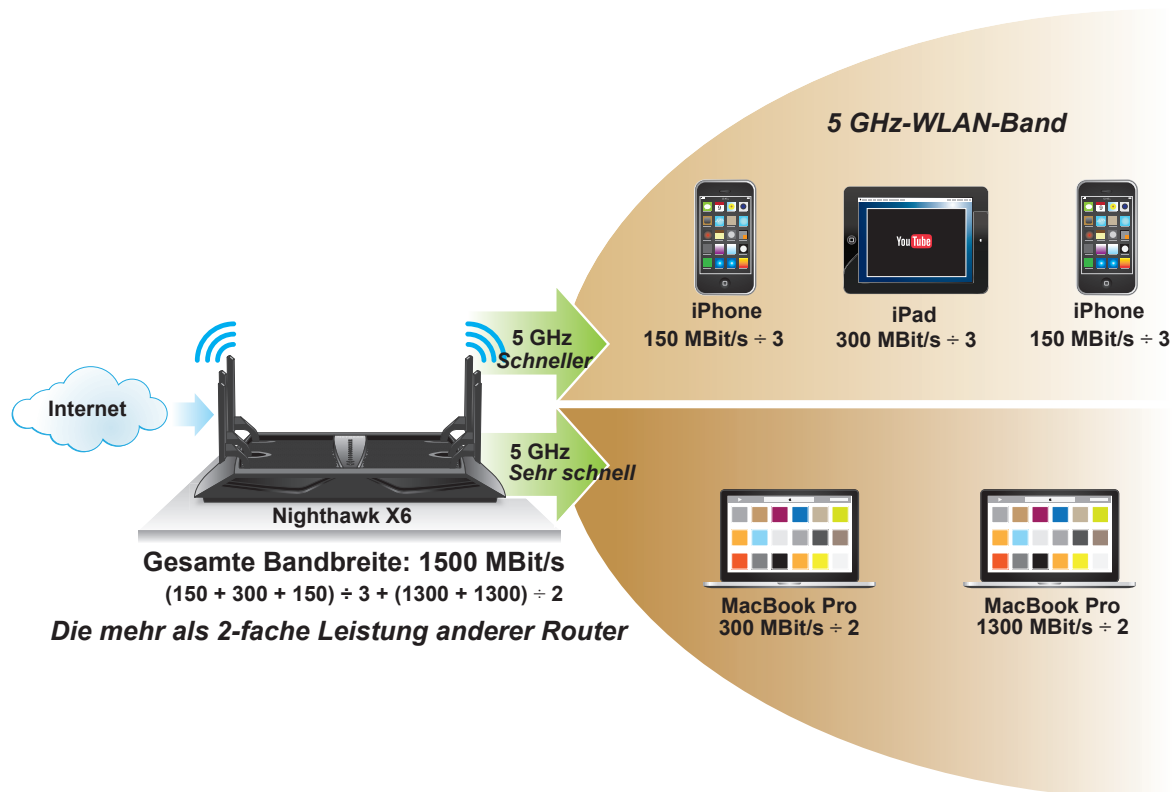 5 GHz-WLAN-Band
You Tube
iPhone
150 MBit/s ÷ 3
iPad
300 MBit/s ÷ 3
iPhone
150 MBit/s ÷ 3
5 GHz
Schneller
Internet
5 GHz
Sehr schnell
Nighthawk X6
Gesamte Bandbreite: 1500 MBit/s
(150 + 300 + 150) ÷ 3 + (1300 + 1300) ÷ 2
Die mehr als 2-fache Leistung anderer Router
MacBook Pro
300 MBit/s ÷ 2
MacBook Pro
1300 MBit/s ÷ 2